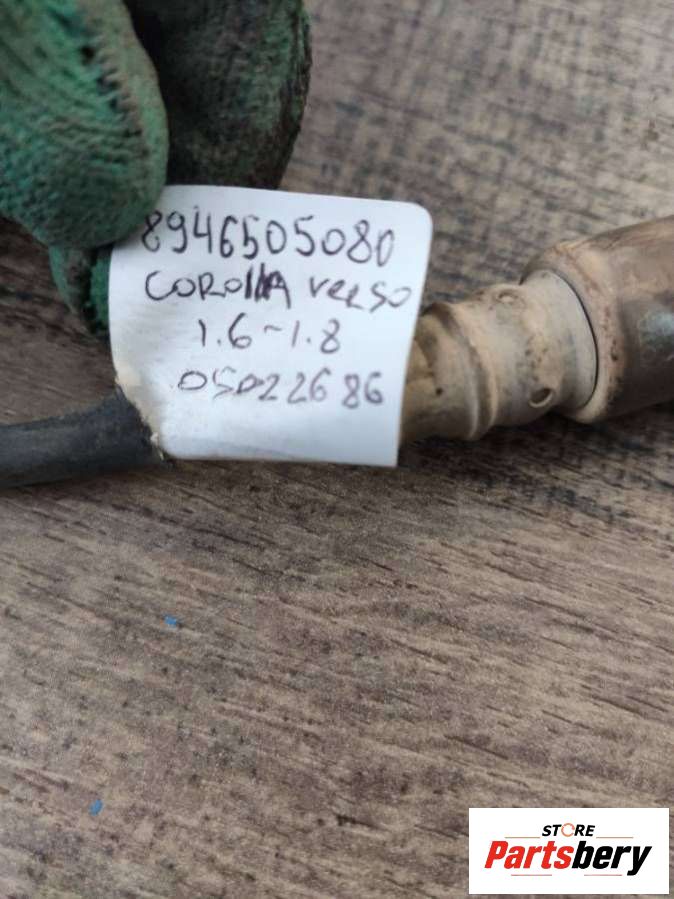 8946505080
COROLLA VERSO
1.6~1.8
05022686
STORE
Partsbery